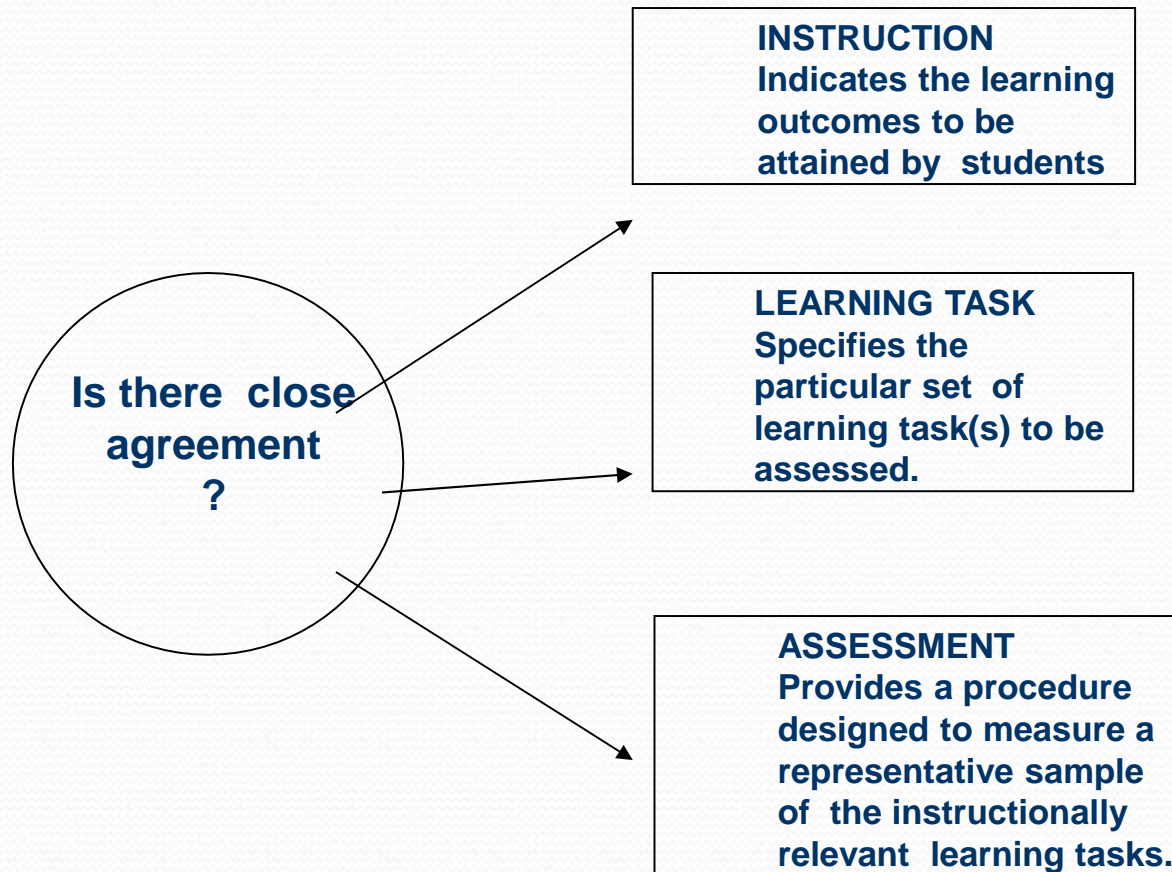 INSTRUCTION
Indicates the learning
outcomes to be
attained by  students
Is there  close
agreement
?
LEARNING TASK
Specifies the
particular set  of
learning task(s) to be
assessed.
ASSESSMENT
Provides a procedure
designed to measure a
representative sample
of  the instructionally
relevant  learning tasks.